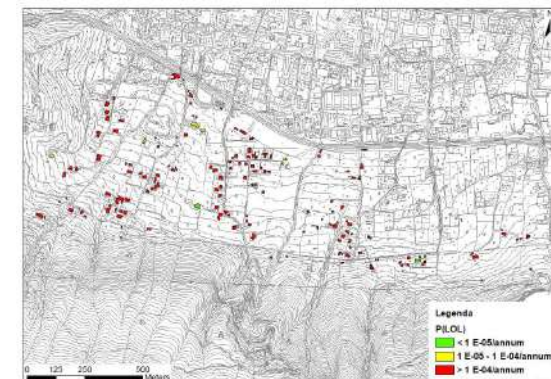 Legenda
P(LOL)
< 1 E-05/annum
1 E-05 - 1 E-04/annum
> 1 E-04/annum
0 125 250 500
Meters